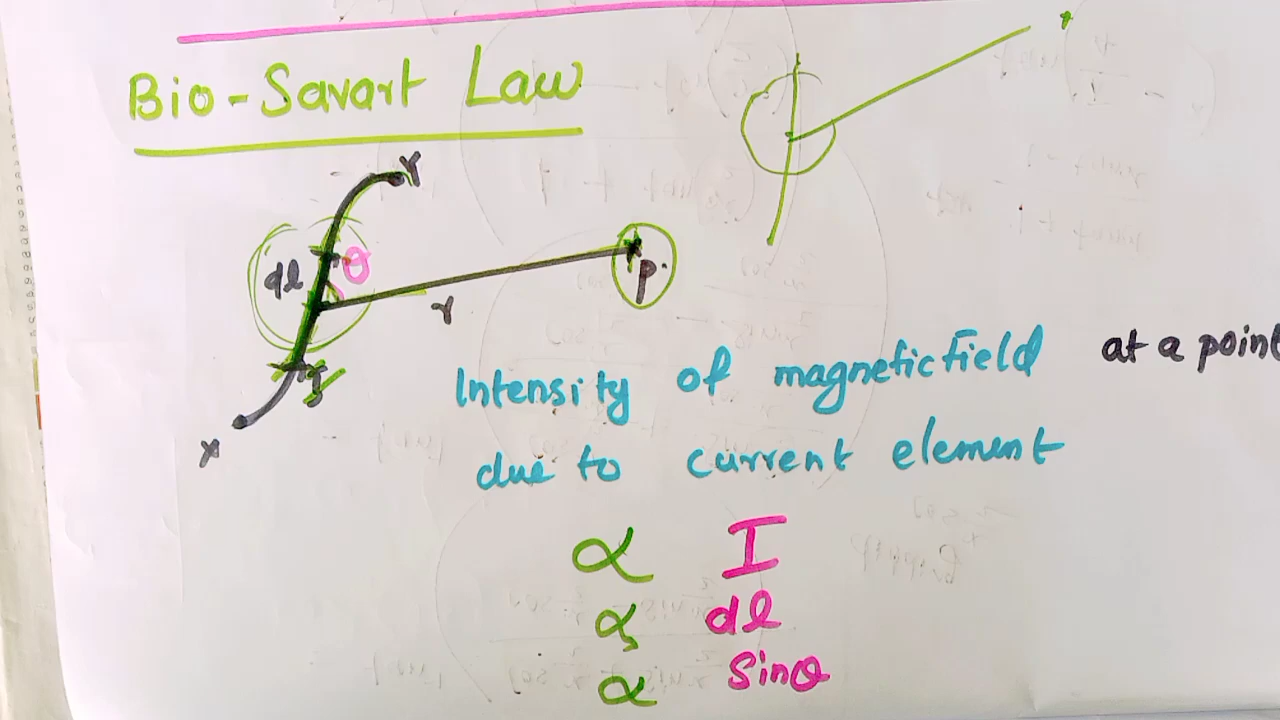 Bio-Savart Law
Y
dl
θ
P
r
I
x
Intensity of magnetic field at a point
due to current element
α I
α dl
α Sinθ